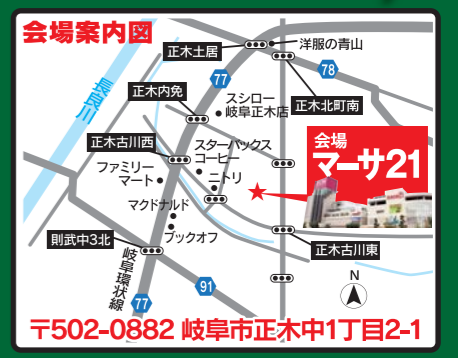 会場案内図
正木土居
洋服の青山
77
78
長良川
正木内免
スシロー
岐阜正木店
正木北町南
正木古川西
スターバックス
コーヒー
会場
マーサ21
ファミリー
マート
ニトリ
マクドナルド
ブックオフ
則武中3北
正木古川東
岐阜環状線
91
77
N
〒502-0882 岐阜市正木中1丁目2-1